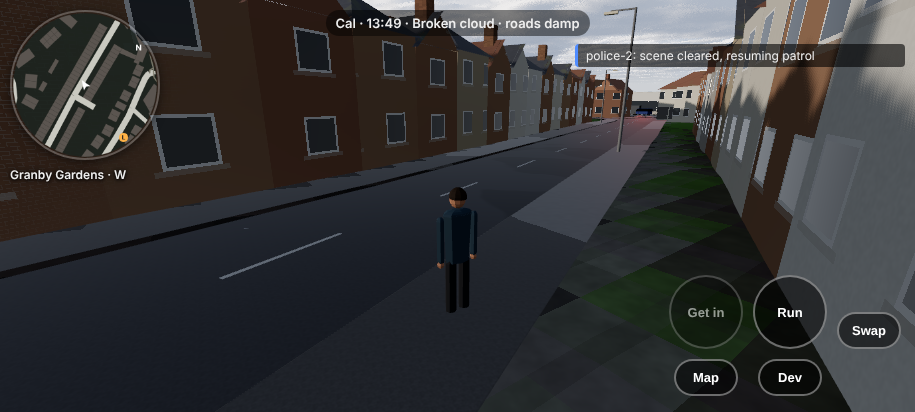 Cal · 13:49 · Broken cloud · roads damp
police-2: scene cleared, resuming patrol
N
L
Granby Gardens · W
Get in
Run
Swap
Map
Dev